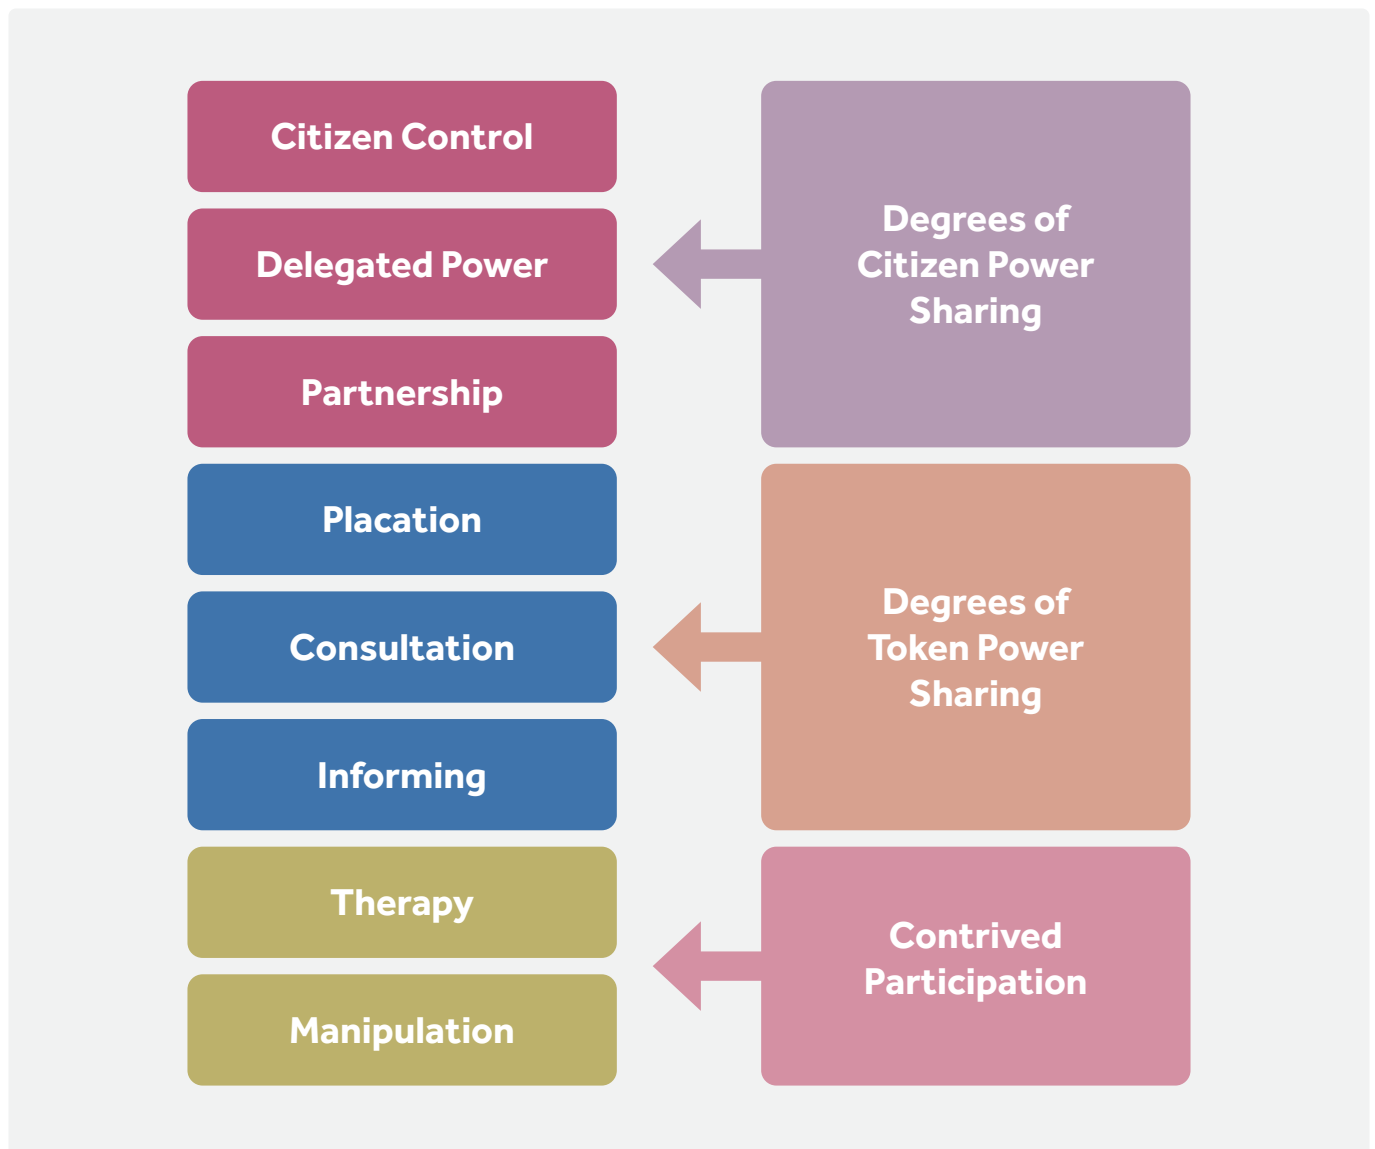 Citizen Control
Delegated Power
Partnership
Degrees of
Citizen Power
Sharing
Placation
Consultation
Informing
Degrees of
Token Power
Sharing
Therapy
Manipulation
Contrived
Participation